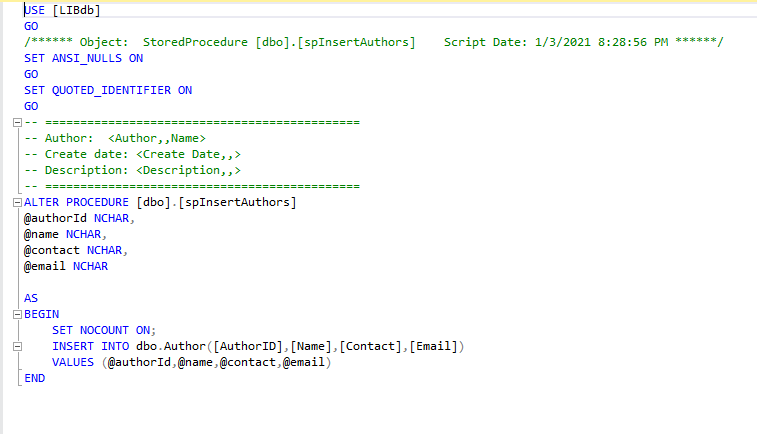 USE [LIBdb]
GO
/****** Object:  StoredProcedure [dbo].[spInsertAuthors]    Script Date: 1/3/2021 8:28:56 PM ******/
SET ANSI_NULLS ON
GO
SET QUOTED_IDENTIFIER ON
GO
-- =============================================
-- Author:  <Author,,Name>
-- Create date: <Create Date,,>
-- Description: <Description,,>
-- =============================================
ALTER PROCEDURE [dbo].[spInsertAuthors]
@authorId NCHAR,
@name NCHAR,
@contact NCHAR,
@email NCHAR
AS
BEGIN
    SET NOCOUNT ON;
    INSERT INTO dbo.Author([AuthorID],[Name],[Contact],[Email])
    VALUES (@authorId,@name,@contact,@email)
END